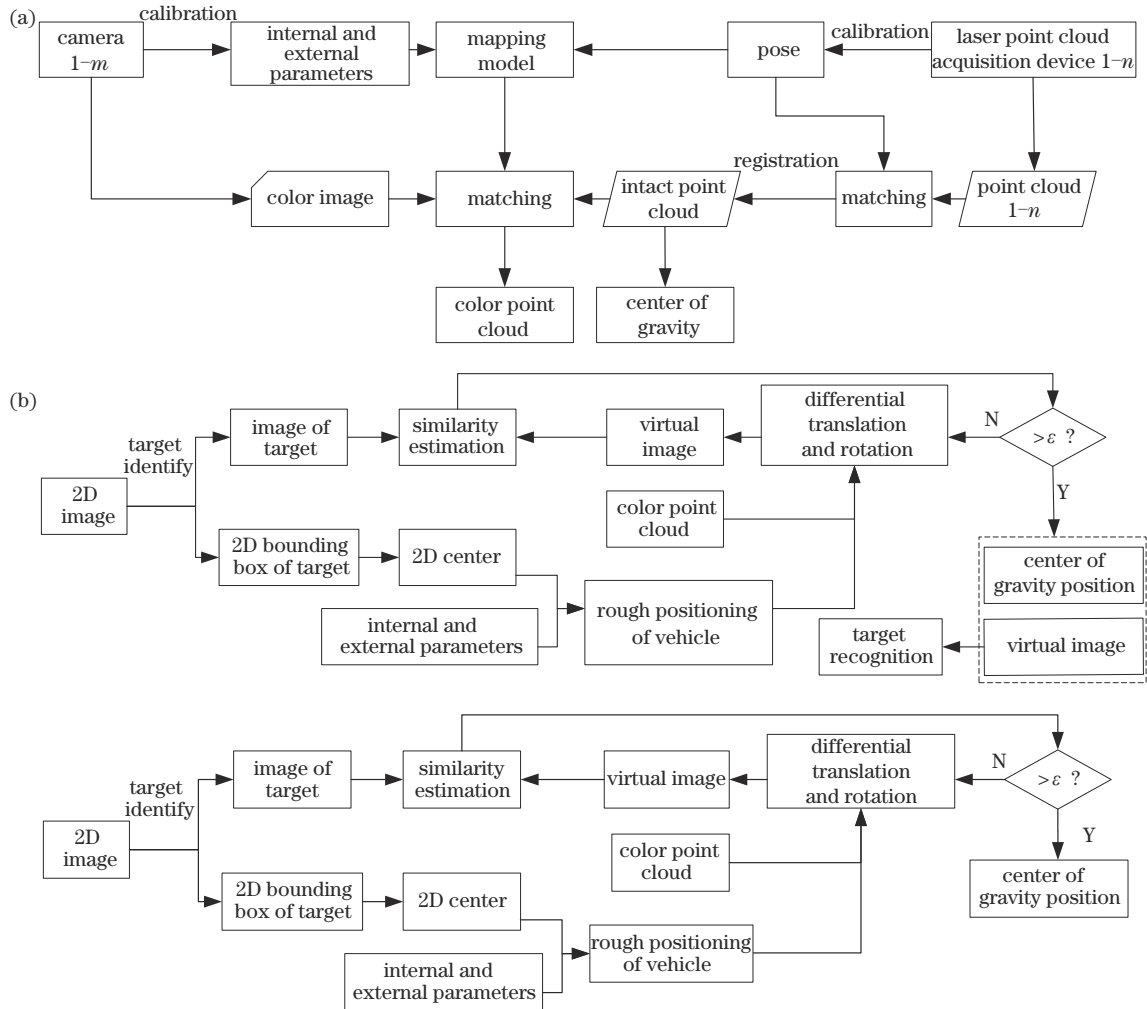 (a)
calibration
camera
1-m
internal and
external
parameters
mapping
model
pose
calibration
laser point cloud
acquisition device 1-n
color image
matching
intact point
cloud
registration
matching
point cloud
1-n
color point
cloud
center of
gravity
(b)
2D
image
target
identify
image of
target
similarity
estimation
virtual
image
differential
translation
and rotation
N
>ε ?
Y
color point
cloud
2D bounding
box of target
2D center
internal and
external parameters
rough positioning
of vehicle
center of
gravity position
target
recognition
virtual image
2D
image
target
identify
image of
target
similarity
estimation
virtual image
differential
translation
and rotation
N
>ε ?
Y
color point
cloud
center of
gravity position
2D bounding
box of target
2D center
rough positioning
of vehicle
internal and
external parameters